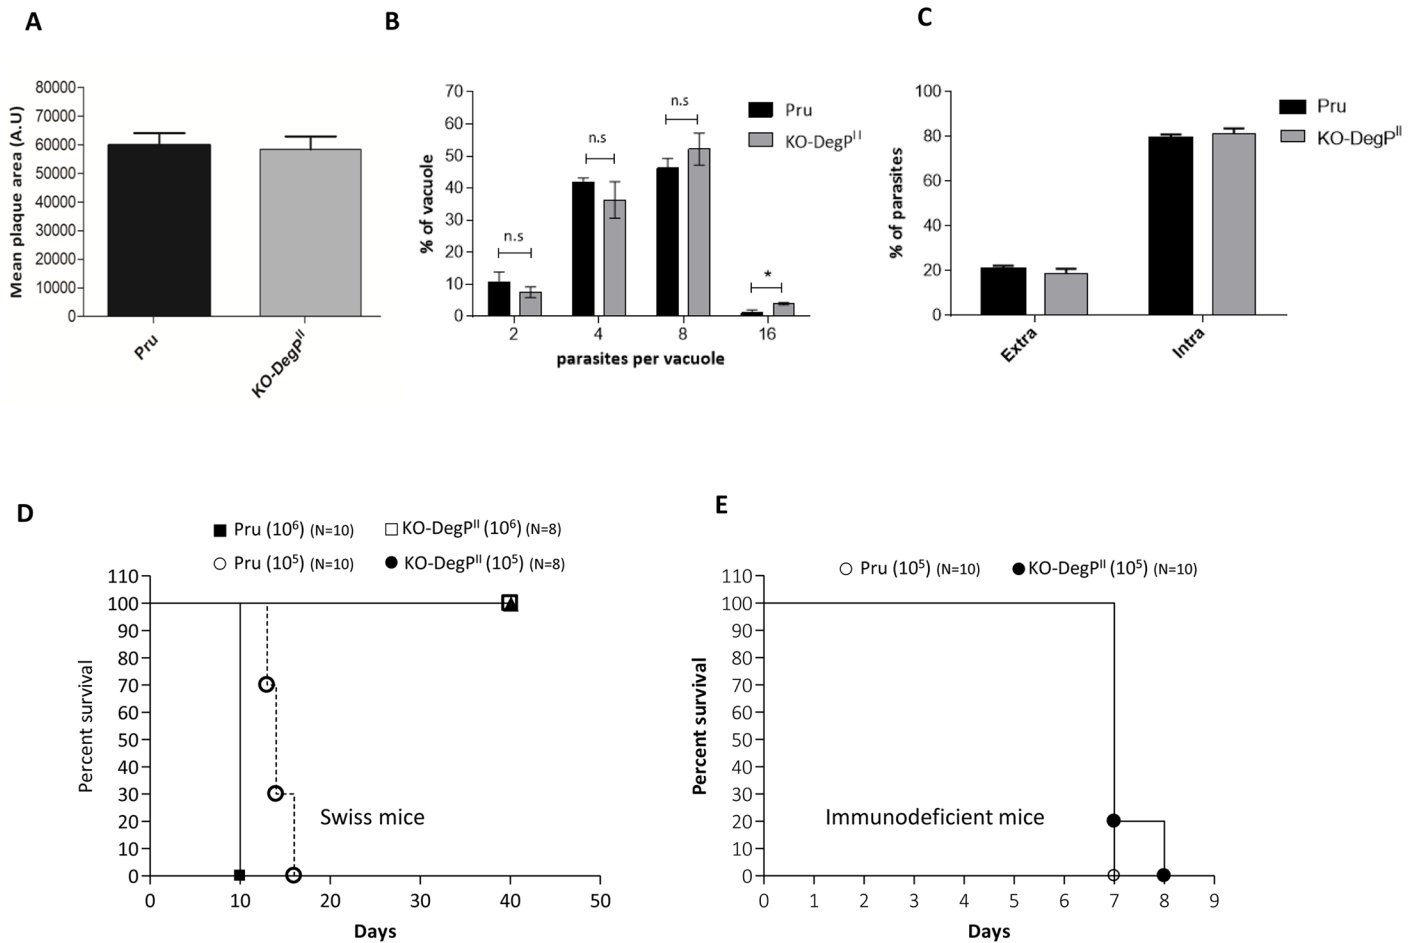 A
80000
70000
60000
50000
40000
30000
20000
10000
0
Mean plaque area (A.U)
Pru
KO-DegPᴵᴵ
B
70
60
50
40
30
20
10
0
% of vacuole
n.s
n.s
n.s
*
Pru
KO-DegPᴵᴵ
2 4 8 16
parasites per vacuole
C
100
80
60
40
20
0
% of parasites
Pru
KO-DegPᴵᴵ
Extra
Intra
D
Pru (10⁶) (N=10) KO-DegPᴵᴵ (10⁶) (N=8)
Pru (10⁵) (N=10) KO-DegPᴵᴵ (10⁵) (N=8)
110
100
90
80
70
60
50
40
30
20
10
0
Percent survival
Swiss mice
0 10 20 30 40 50
Days
E
Pru (10⁵) (N=10) KO-DegPᴵᴵ (10⁵) (N=10)
110
100
90
80
70
60
50
40
30
20
10
0
Percent survival
Immunodeficient mice
0 1 2 3 4 5 6 7 8 9
Days